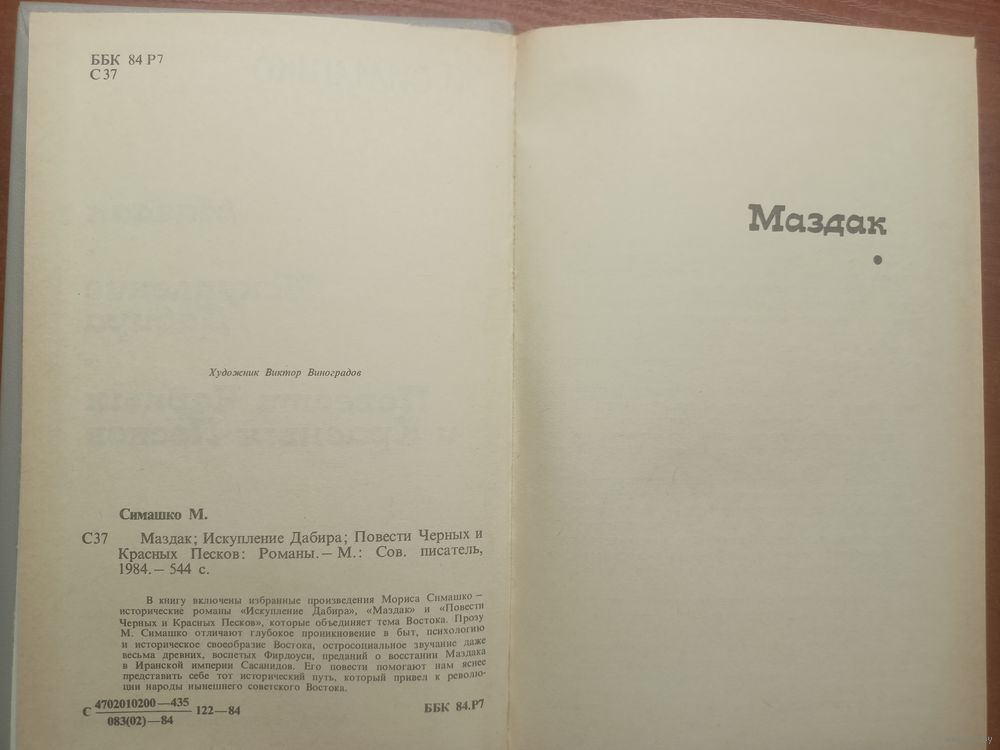 ББК 84 Р7
С 37
Художник Виктор Виноградов
Симашко М.
С37 Маздак; Искупление Дабира; Повести Черных и
Красных Песков: Романы. — М.: Сов. писатель,
1984. — 544 с.
В книгу включены избранные произведения Мориса Симашко —
исторические романы «Искупление Дабира», «Маздак» и «Повести
Черных и Красных Песков», которые объединяет тема Востока. Прозу
М. Симашко отличают глубокое проникновение в быт, психологию
и историческое своеобразие Востока, остросоциальное звучание даже
весьма древних, воспетых Фирдоуси, преданий о восстании Маздака
в Иранской империи Сасанидов. Его повести помогают нам яснее
представить себе тот исторический путь, который привел к револю-
ции народы нынешнего советского Востока.
С 4702010200—435
083(02)—84 122—84
ББК 84.Р7
Маздак